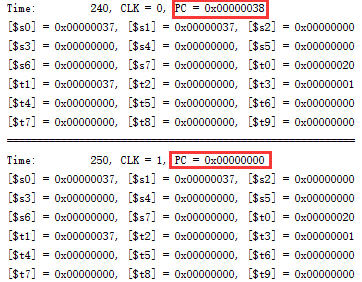 Time: 240, CLK = 0, PC = 0x00000038
[$s0] = 0x00000037, [$s1] = 0x00000037, [$s2] = 0x00000000
[$s3] = 0x00000000, [$s4] = 0x00000000, [$s5] = 0x00000000
[$s6] = 0x00000000, [$s7] = 0x00000000, [$t0] = 0x00000020
[$t1] = 0x00000037, [$t2] = 0x00000000, [$t3] = 0x00000001
[$t4] = 0x00000000, [$t5] = 0x00000000, [$t6] = 0x00000000
[$t7] = 0x00000000, [$t8] = 0x00000000, [$t9] = 0x00000000
Time: 250, CLK = 1, PC = 0x00000000
[$s0] = 0x00000037, [$s1] = 0x00000037, [$s2] = 0x00000000
[$s3] = 0x00000000, [$s4] = 0x00000000, [$s5] = 0x00000000
[$s6] = 0x00000000, [$s7] = 0x00000000, [$t0] = 0x00000020
[$t1] = 0x00000037, [$t2] = 0x00000000, [$t3] = 0x00000001
[$t4] = 0x00000000, [$t5] = 0x00000000, [$t6] = 0x00000000
[$t7] = 0x00000000, [$t8] = 0x00000000, [$t9] = 0x00000000